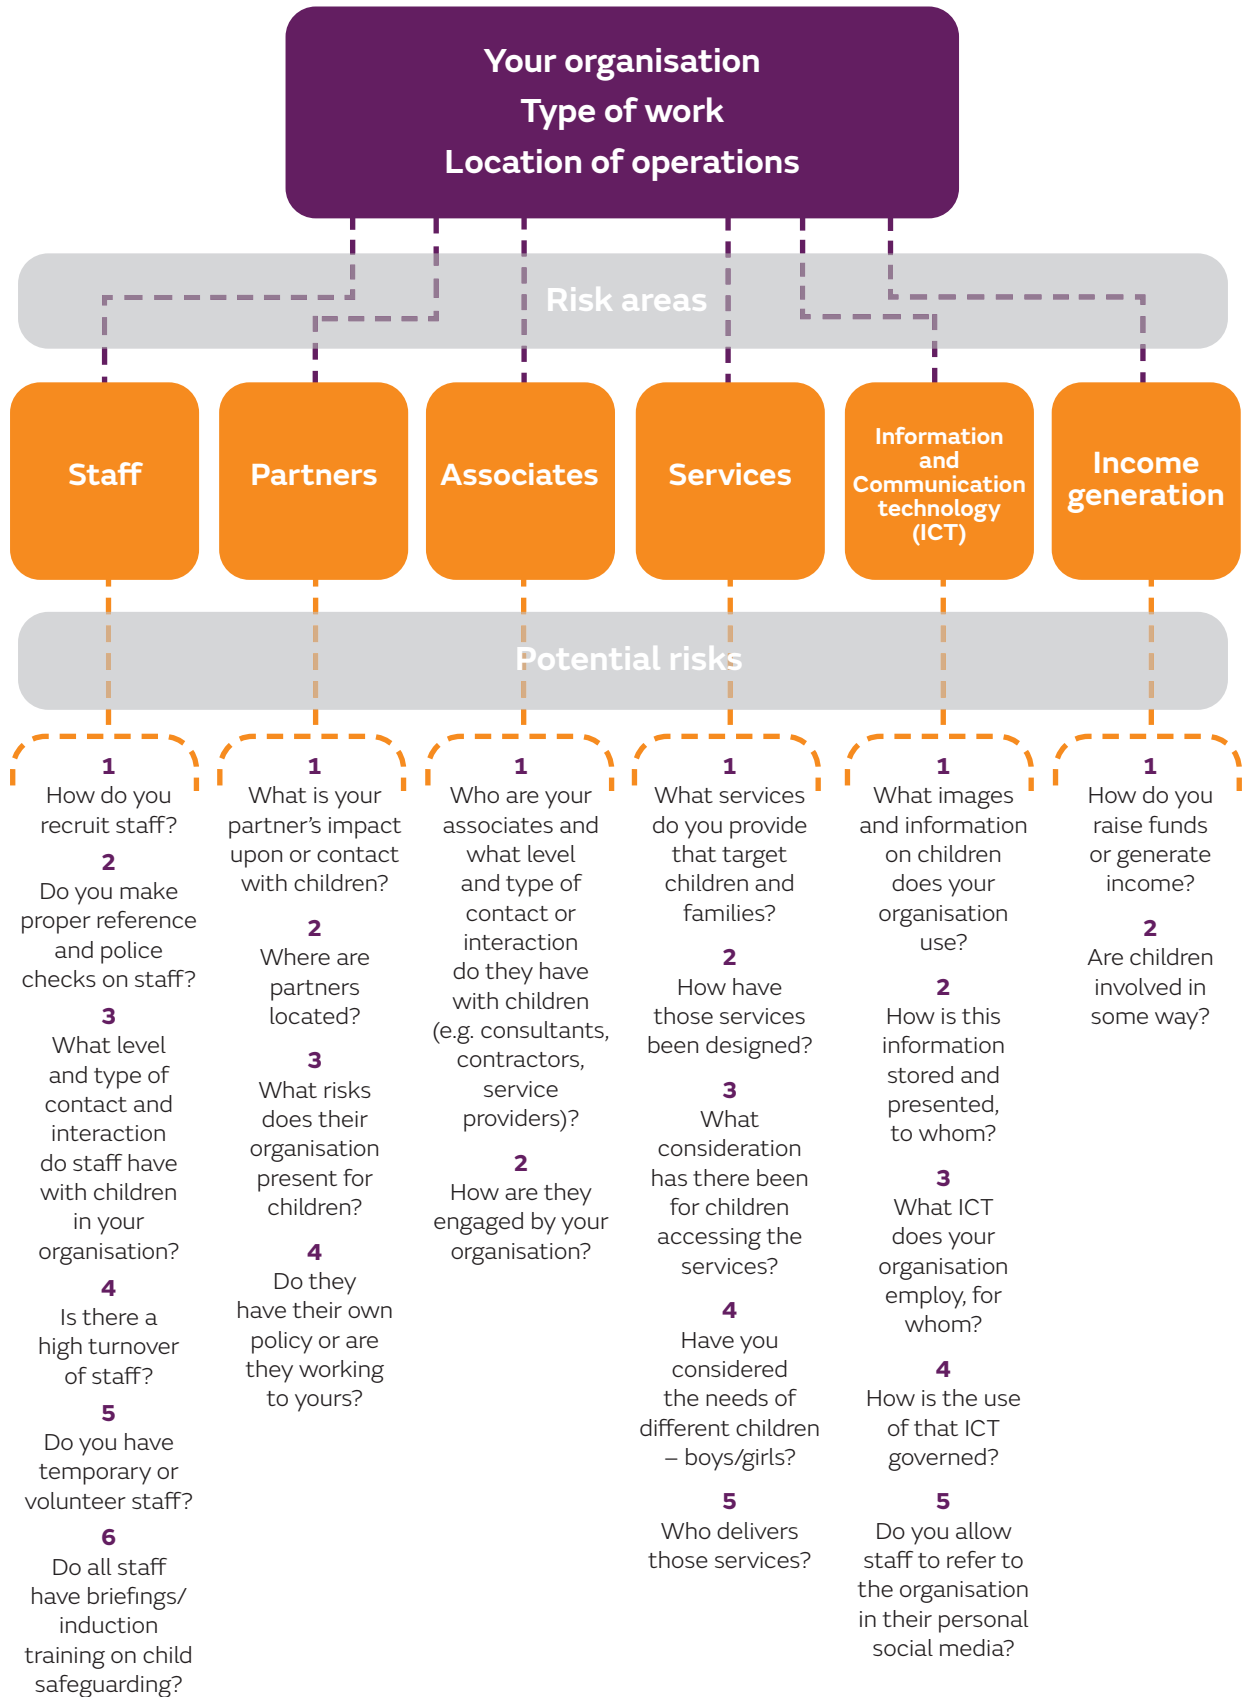 Your organisation
Type of work
Location of operations
Risk areas
Staff
Partners
Associates
Services
Information
and
Communication
technology
(ICT)
Income
generation
Potential risks
1
How do you
recruit staff?
2
Do you make
proper reference
and police
checks on staff?
3
What level
and type of
contact and
interaction
do staff have
with children
in your
organisation?
4
Is there a
high turnover
of staff?
5
Do you have
temporary or
volunteer staff?
6
Do all staff
have briefings/
induction
training on child
safeguarding?
1
What is your
partner’s impact
upon or contact
with children?
2
Where are
partners
located?
3
What risks
does their
organisation
present for
children?
4
Do they
have their own
policy or are
they working
to yours?
1
Who are your
associates and
what level
and type of
contact or
interaction
do they have
with children
(e.g. consultants,
contractors,
service
providers)?
2
How are they
engaged by your
organisation?
1
What services
do you provide
that target
children and
families?
2
How have
those services
been designed?
3
What
consideration
has there been
for children
accessing the
services?
4
Have you
considered
the needs of
different children
– boys/girls?
5
Who delivers
those services?
1
What images
and information
on children
does your
organisation
use?
2
How is this
information
stored and
presented,
to whom?
3
What ICT
does your
organisation
employ, for
whom?
4
How is the use
of that ICT
governed?
5
Do you allow
staff to refer to
the organisation
in their personal
social media?
1
How do you
raise funds
or generate
income?
2
Are children
involved in
some way?